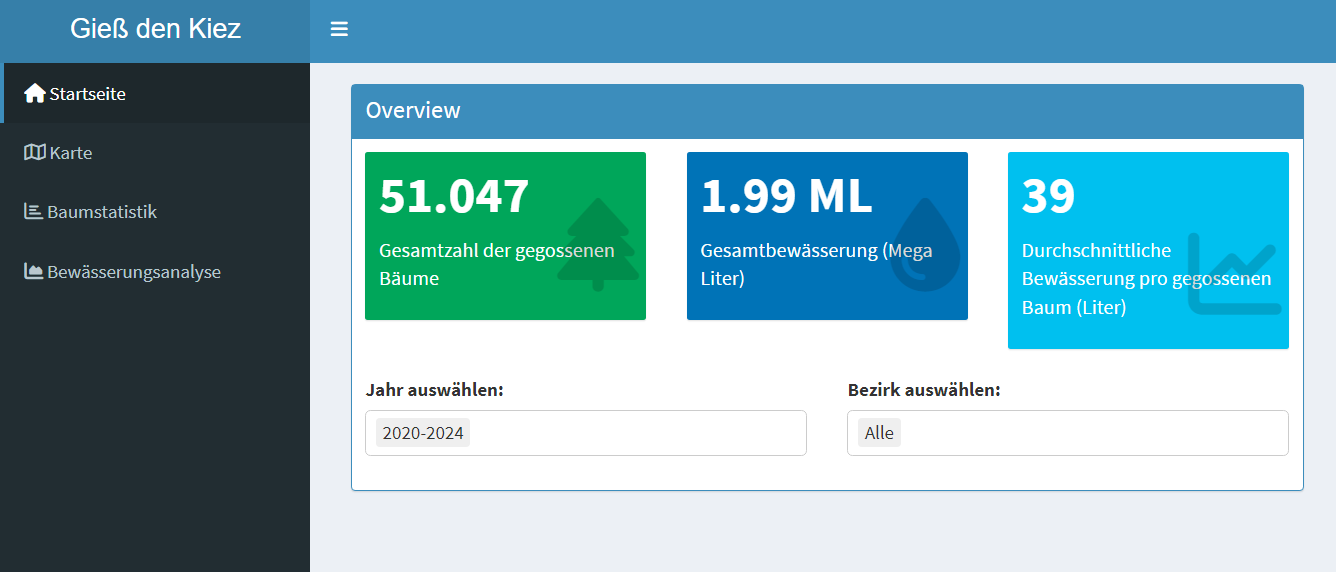 Gieß den Kiez
Startseite
Karte
Baumstatistik
Bewässerungsanalyse
Overview
51.047
Gesamtzahl der gegossenen
Bäume
1.99 ML
Gesamtbewässerung (Mega
Liter)
39
Durchschnittliche
Bewässerung pro gegossenen
Baum (Liter)
Jahr auswählen:
2020-2024
Bezirk auswählen:
Alle